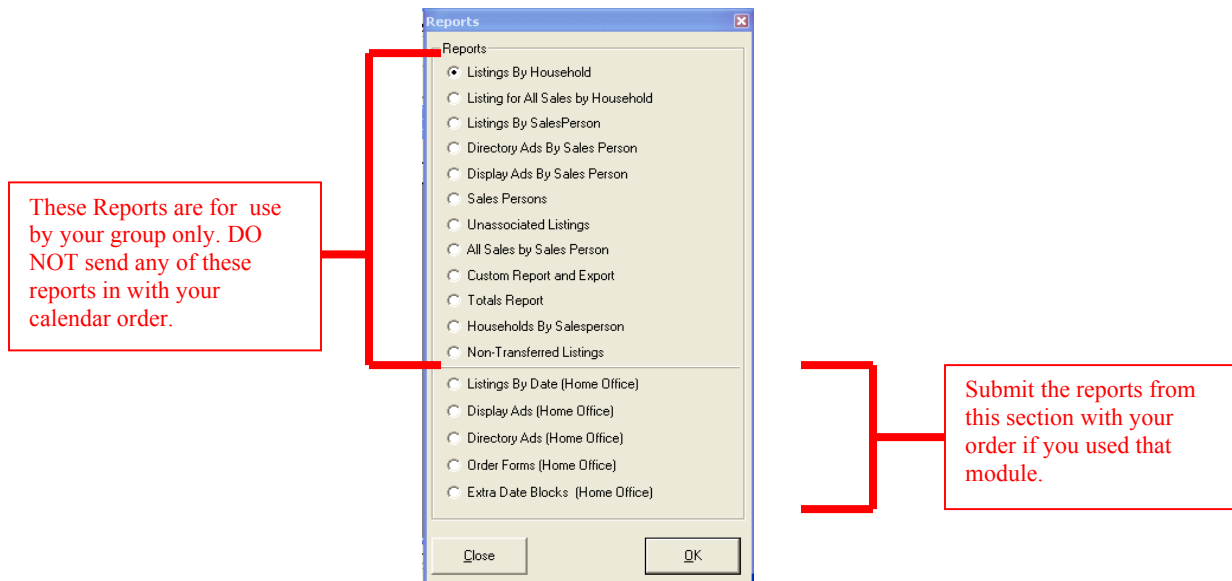 Reports
Reports
Listings By Household
Listing for All Sales by Household
Listings By SalesPerson
Directory Ads By Sales Person
Display Ads By Sales Person
Sales Persons
Unassociated Listings
All Sales by Sales Person
Custom Report and Export
Totals Report
Households By Salesperson
Non-Transferred Listings
Listings By Date (Home Office)
Display Ads (Home Office)
Directory Ads (Home Office)
Order Forms (Home Office)
Extra Date Blocks (Home Office)
Close
OK
These Reports are for use
by your group only. DO
NOT send any of these
reports in with your
calendar order.
Submit the reports from
this section with your
order if you used that
module.